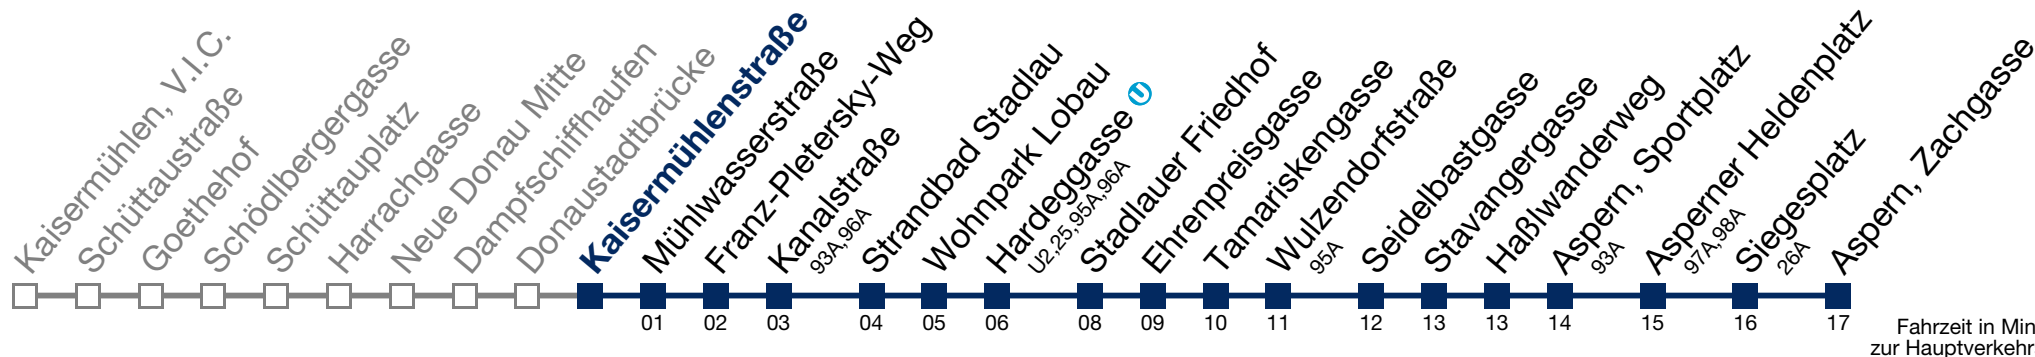 Kaisermühlen, V.I.C.
Schüttaustraße
Goethehof
Schödlbergergasse
Schüttauplatz
Harrachgasse
Neue Donau Mitte
Dampfschiffhaufen
Donaustadtbrücke
Kaisermühlenstraße
Mühlwasserstraße
01
Franz-Pletersky-Weg
02
Kanalstraße
93A,96A
03
Strandbad Stadlau
04
Wohnpark Lobau
05
Hardeggasse U
U2,25,95A,96A
06
Stadlauer Friedhof
08
Ehrenpreisgasse
09
Tamariskengasse
10
Wulzendorfstraße
95A
11
Seidelbastgasse
12
Stavangergasse
13
Haßlwanderweg
13
Aspern, Sportplatz
93A
14
Asperner Heldenplatz
97A,98A
15
Siegesplatz
26A
16
Aspern, Zachgasse
17
Fahrzeit in Min
zur Hauptverkehr